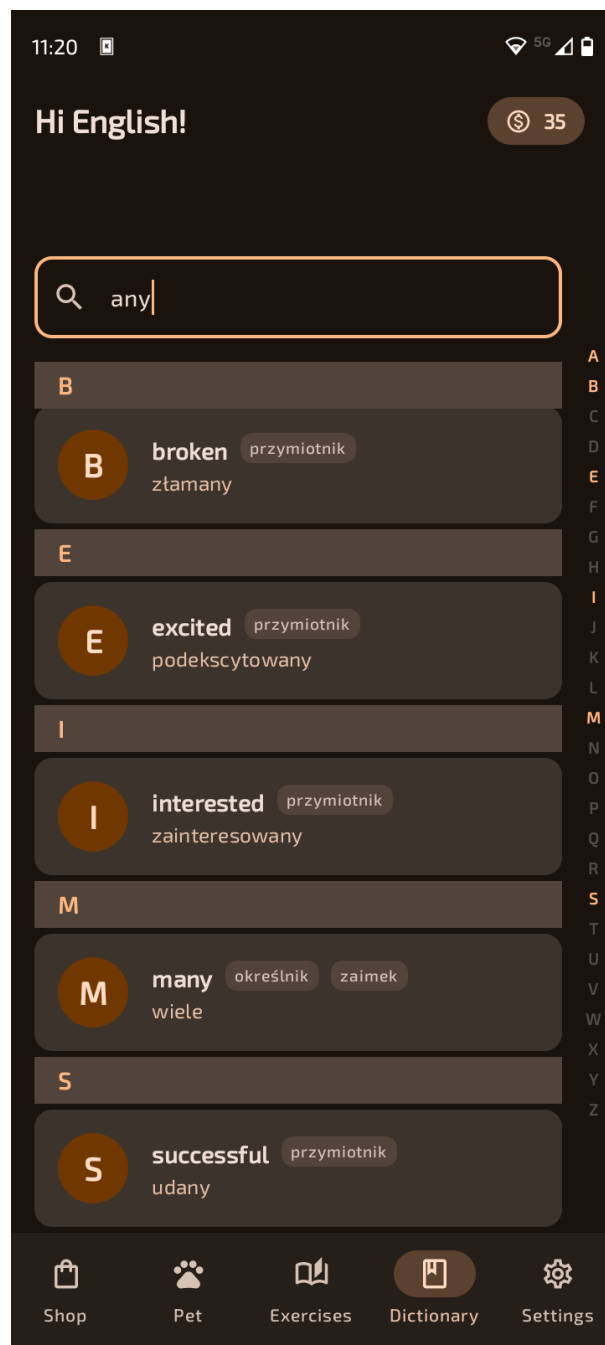 11:20
5G
Hi English!
35
any
B
B
broken przymiotnik
złamany
E
E
excited przymiotnik
podekscytowany
I
I
interested przymiotnik
zainteresowany
M
M
many określnik zaimek
wiele
S
S
successful przymiotnik
udany
A
B
C
D
E
F
G
H
I
J
K
L
M
N
O
P
Q
R
S
T
U
V
W
X
Y
Z
Shop Pet Exercises Dictionary Settings